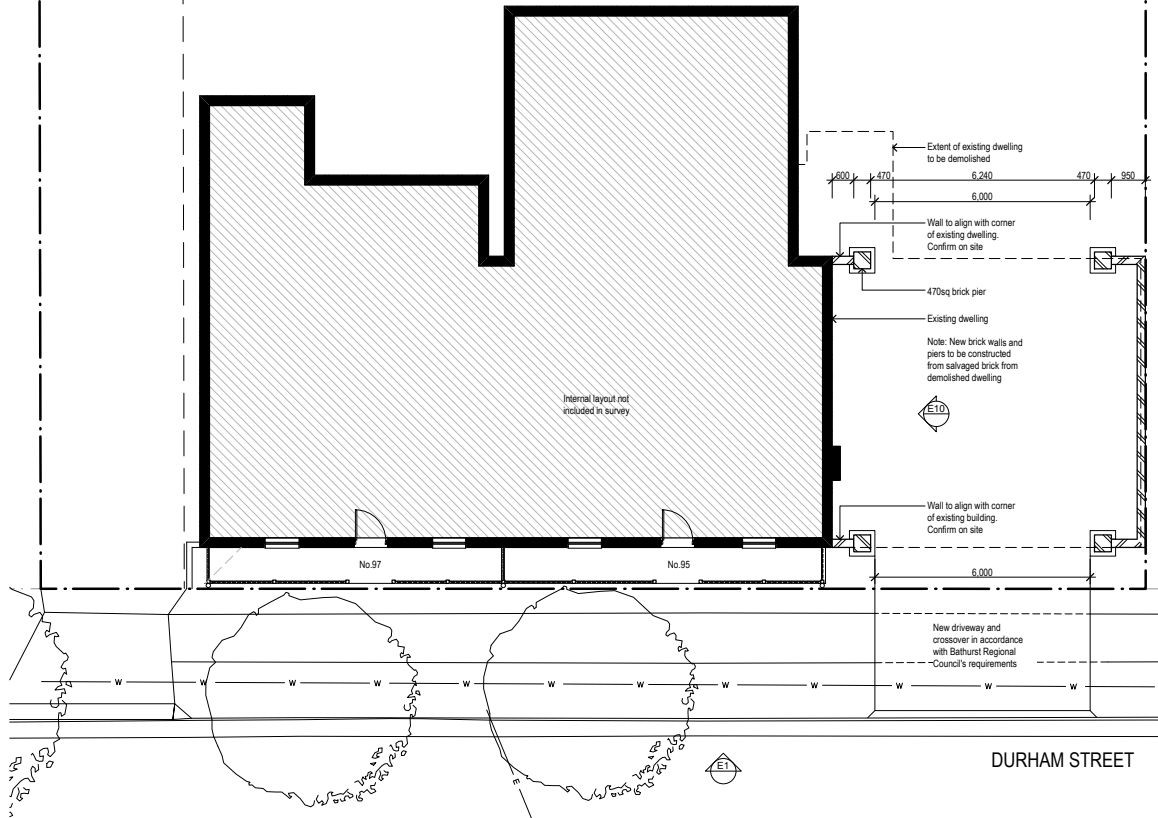 Extent of existing dwelling
to be demolished
600
470
6,240
470
950
6,000
Wall to align with corner
of existing dwelling.
Confirm on site
470sq brick pier
Existing dwelling
Note: New brick walls and
piers to be constructed
from salvaged brick from
demolished dwelling
Internal layout not
included in survey
E10
Wall to align with corner
of existing building.
Confirm on site
No.97
No.95
6,000
New driveway and
crossover in accordance
with Bathurst Regional
Council's requirements
W W W W W W W W W W W W
E
E1
DURHAM STREET